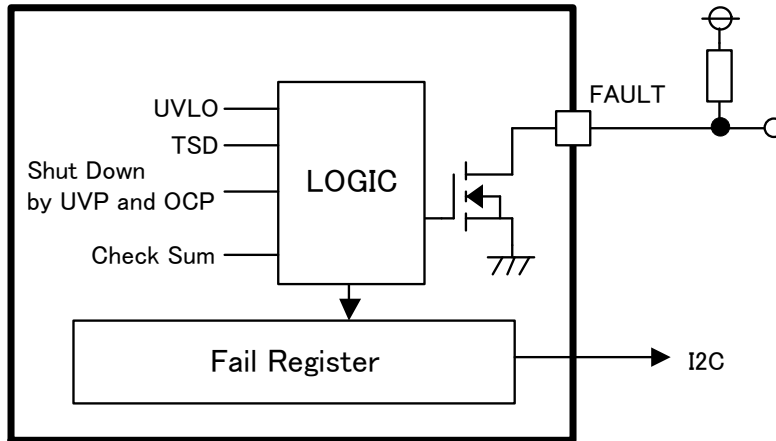 FAULT
UVLO
TSD
Shut Down
by UVP and OCP
LOGIC
Check Sum
Fail Register
I2C